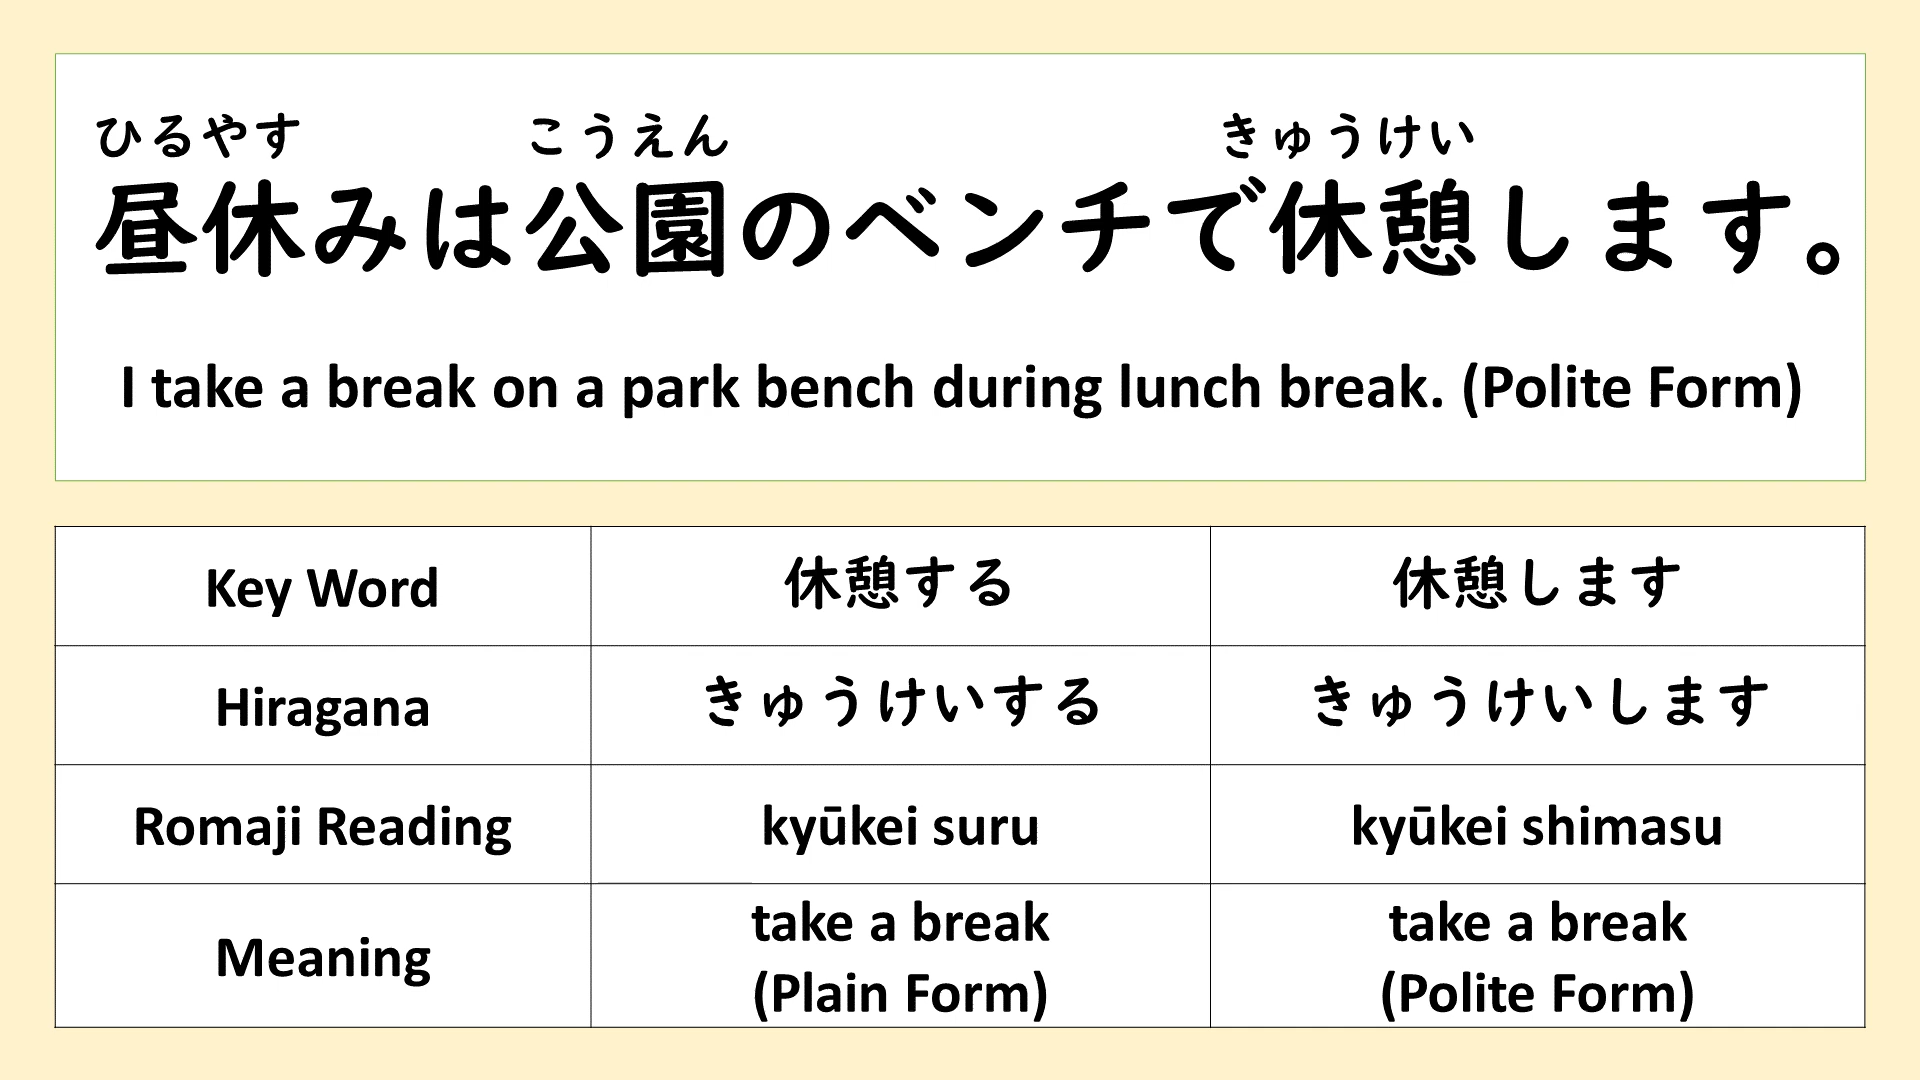 ひるやす こうえん きゅうけい
昼休みは公園のベンチで休憩します。
I take a break on a park bench during lunch break. (Polite Form)
Key Word 休憩する 休憩します
Hiragana きゅうけいする きゅうけいします
Romaji Reading kyūkei suru kyūkei shimasu
Meaning take a break (Plain Form) take a break (Polite Form)